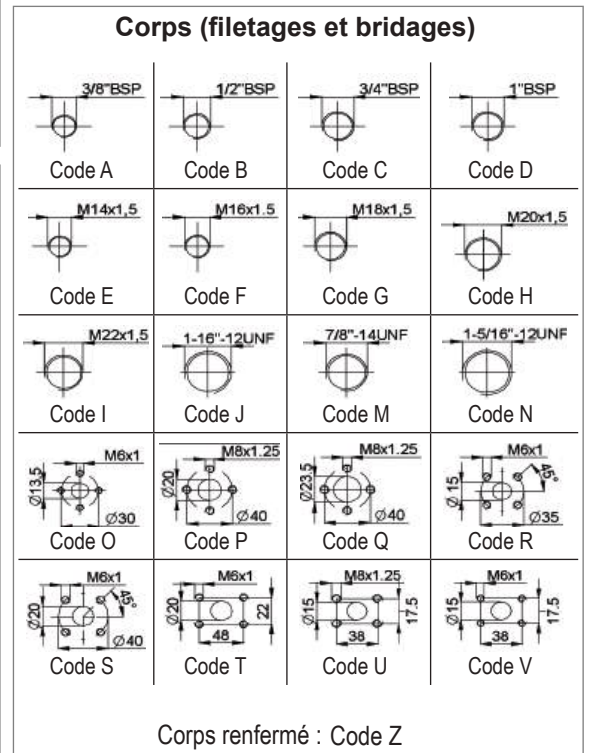 Corps (filetages et bridages)
3/8"BSP 1/2"BSP 3/4"BSP 1"BSP
Code A Code B Code C Code D
M14x1,5 M16x1.5 M18x1,5 M20x1,5
Code E Code F Code G Code H
M22x1,5 1-16"-12UNF 7/8"-14UNF 1-5/16"-12UNF
Code I Code J Code M Code N
M6x1 M8x1.25 M8x1.25 M6x1
Ø13,5 Ø20 Ø23,5 Ø15 45°
Ø30 Ø40 Ø40 Ø35
Code O Code P Code Q Code R
M6x1 M6x1 M8x1.25 M6x1
Ø20 45° Ø20 22 Ø15 17.5 Ø15 17.5
Ø40 48 38 38
Code S Code T Code U Code V
Corps renfermé : Code Z